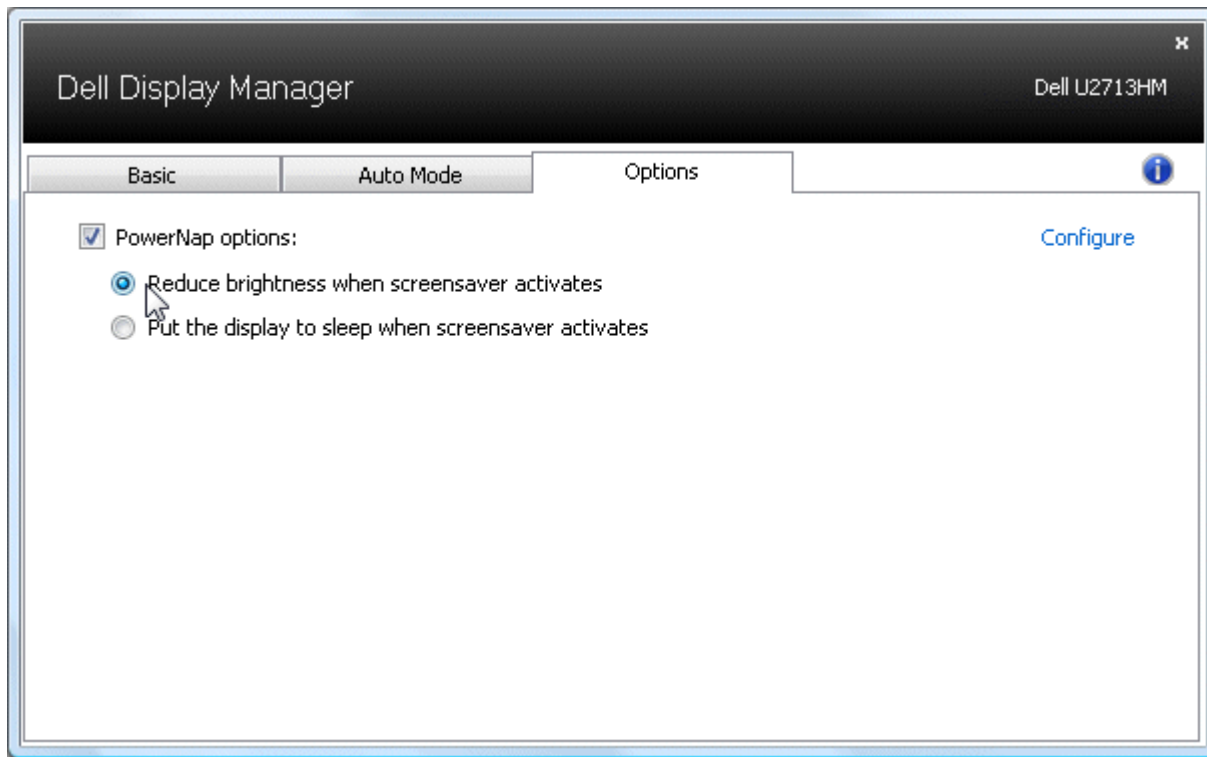 Dell Display Manager
Dell U2713HM
Basic
Auto Mode
Options
PowerNap options:
Configure
Reduce brightness when screensaver activates
Put the display to sleep when screensaver activates